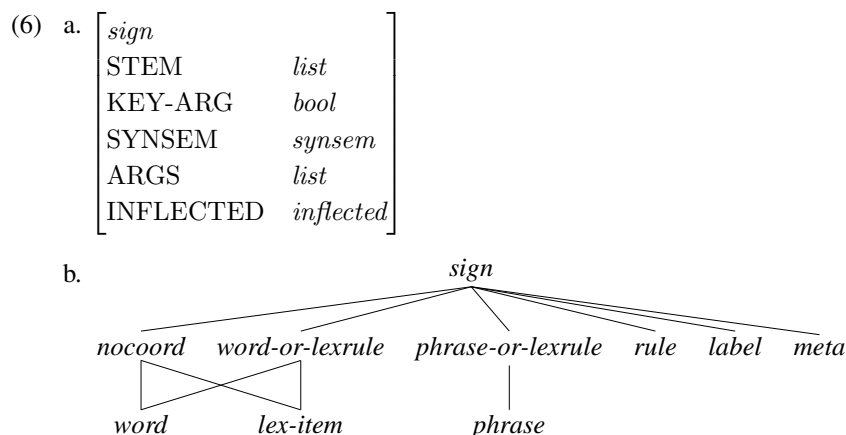 (6) a. sign
STEM list
KEY-ARG bool
SYNSEM synsem
ARGS list
INFLECTED inflected
b. sign
nocoord word-or-lexrule phrase-or-lexrule rule label meta
word lex-item phrase